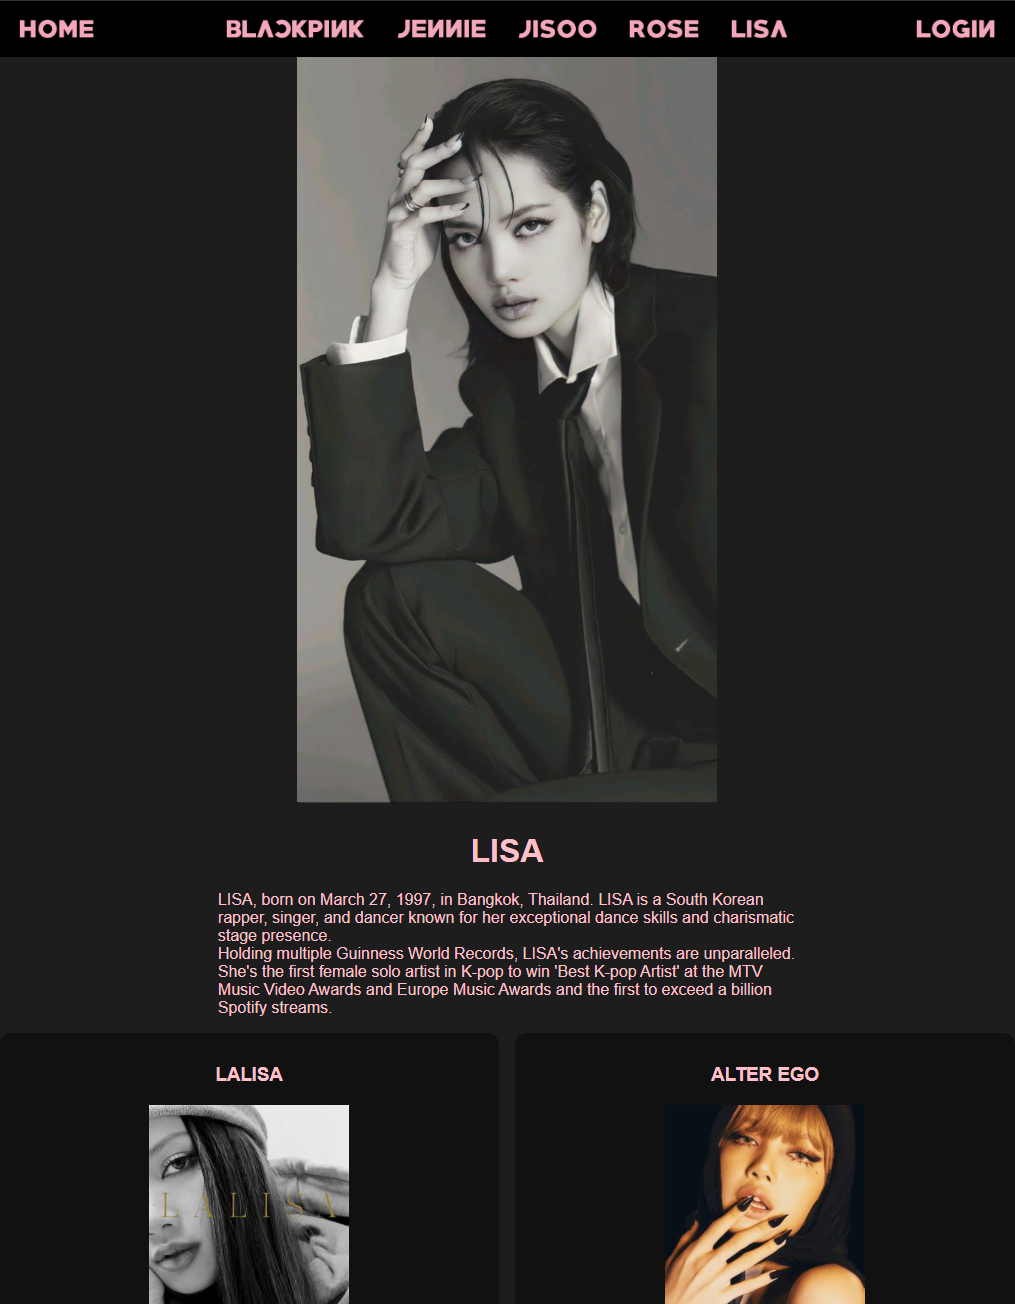 HOME BLACKPINK JENNIE JISOO ROSE LISA LOGIN
LISA
LISA, born on March 27, 1997, in Bangkok, Thailand. LISA is a South Korean
rapper, singer, and dancer known for her exceptional dance skills and charismatic
stage presence.
Holding multiple Guinness World Records, LISA's achievements are unparalleled.
She's the first female solo artist in K-pop to win 'Best K-pop Artist' at the MTV
Music Video Awards and Europe Music Awards and the first to exceed a billion
Spotify streams.
LALISA
ALTER EGO
LALISA